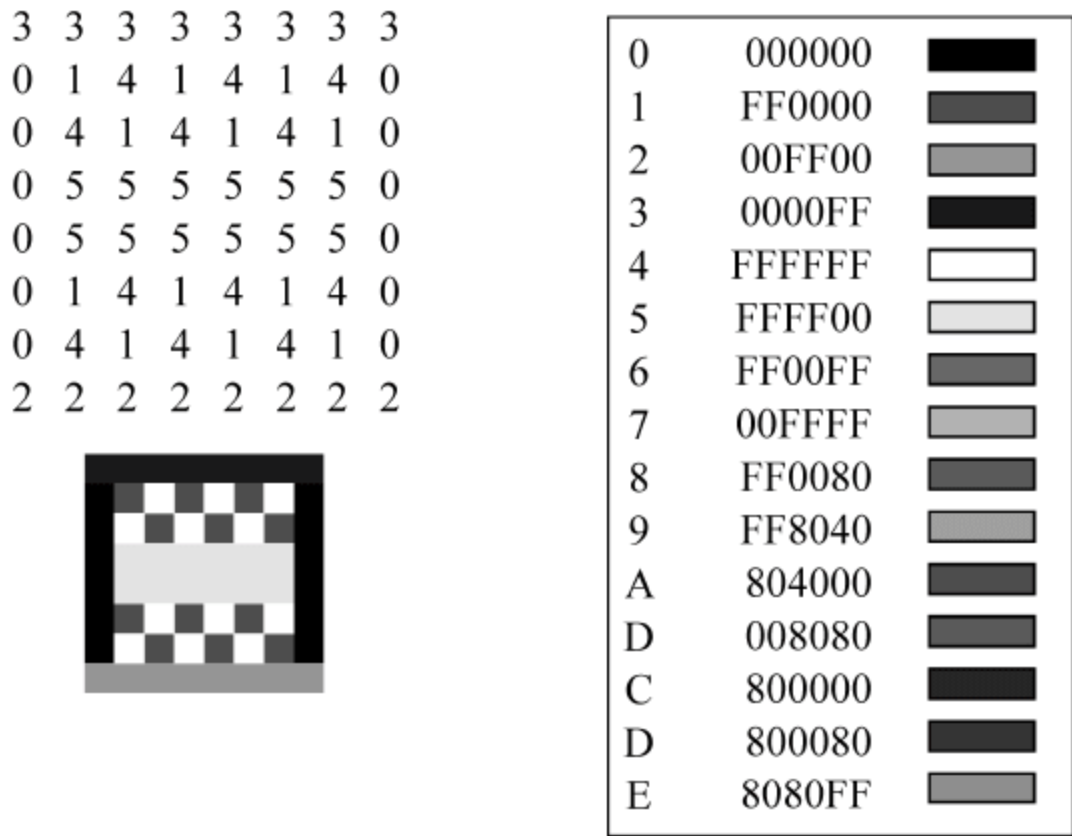 3 3 3 3 3 3 3 3
0 1 4 1 4 1 4 0
0 4 1 4 1 4 1 0
0 5 5 5 5 5 5 0
0 5 5 5 5 5 5 0
0 1 4 1 4 1 4 0
0 4 1 4 1 4 1 0
2 2 2 2 2 2 2 2
0 000000
1 FF0000
2 00FF00
3 0000FF
4 FFFFFF
5 FFFF00
6 FF00FF
7 00FFFF
8 FF0080
9 FF8040
A 804000
D 008080
C 800000
D 800080
E 8080FF